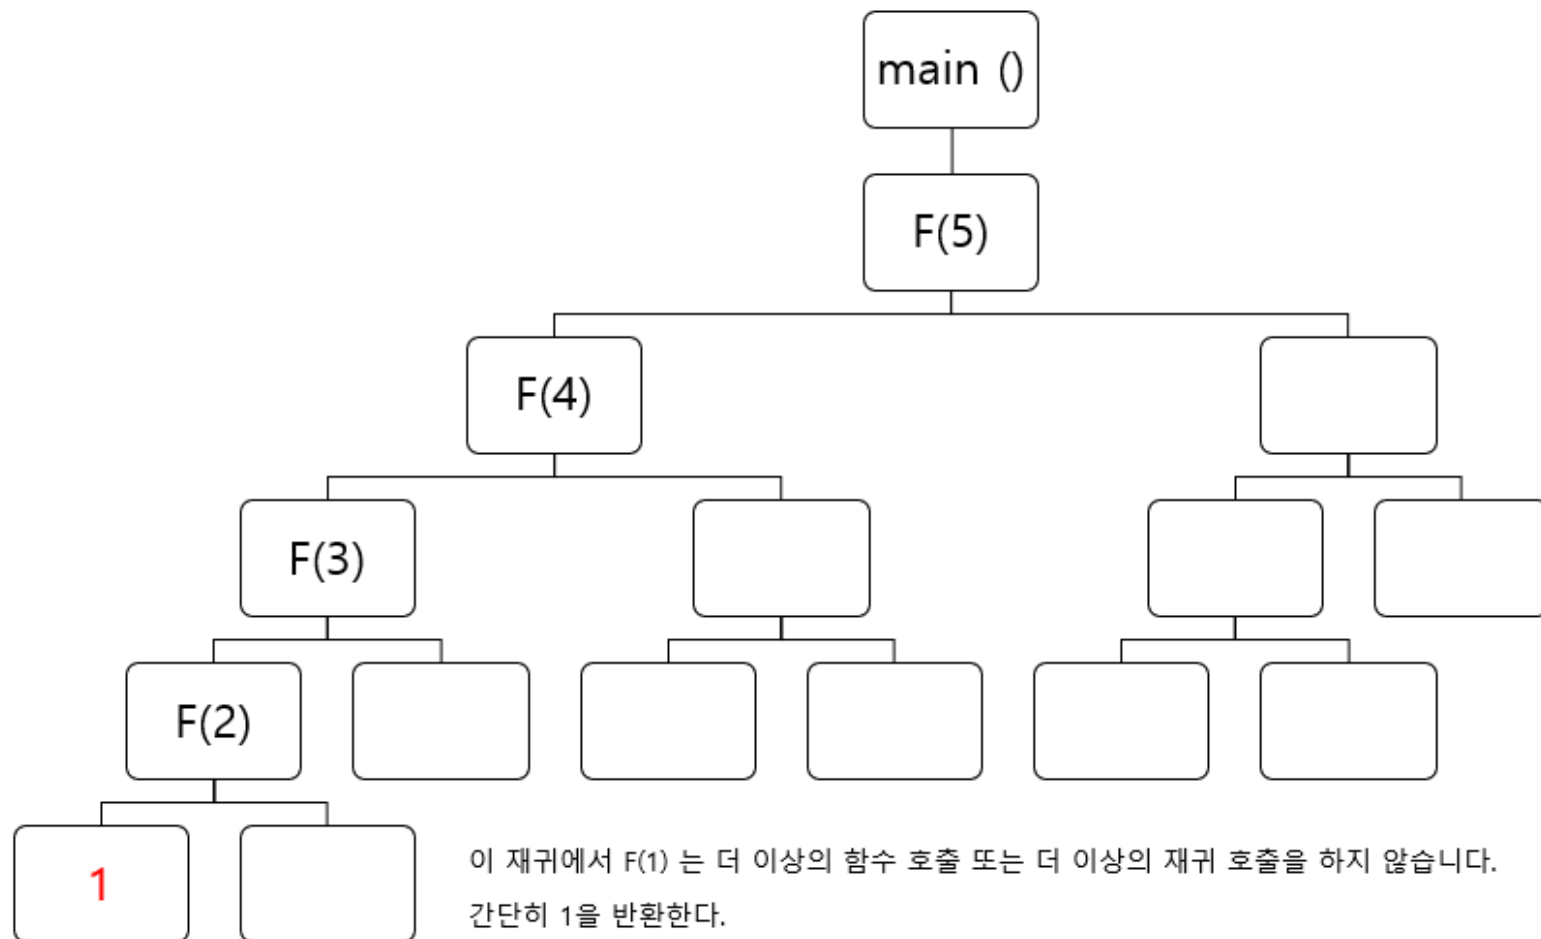 main ()
F(5)
F(4)
F(3)
F(2)
1
이 재귀에서 F(1) 는 더 이상의 함수 호출 또는 더 이상의 재귀 호출을 하지 않습니다.
간단히 1을 반환한다.